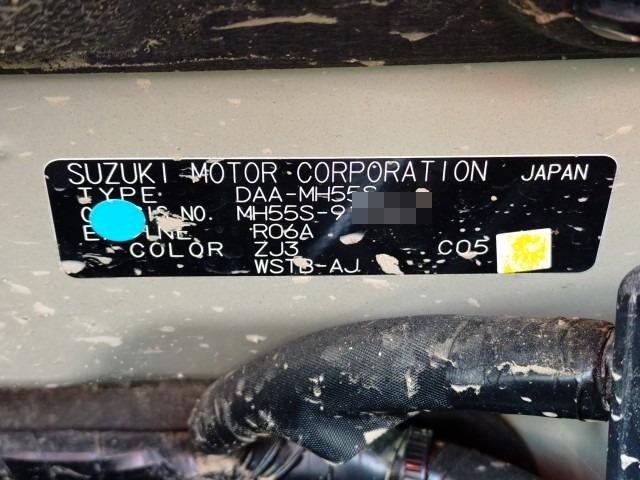 SUZUKI MOTOR CORPORATION JAPAN
TYPE DAA-MH55S
NO. MH55S-9
R06A
COLOR ZJ3 C05
WSTB-AJ